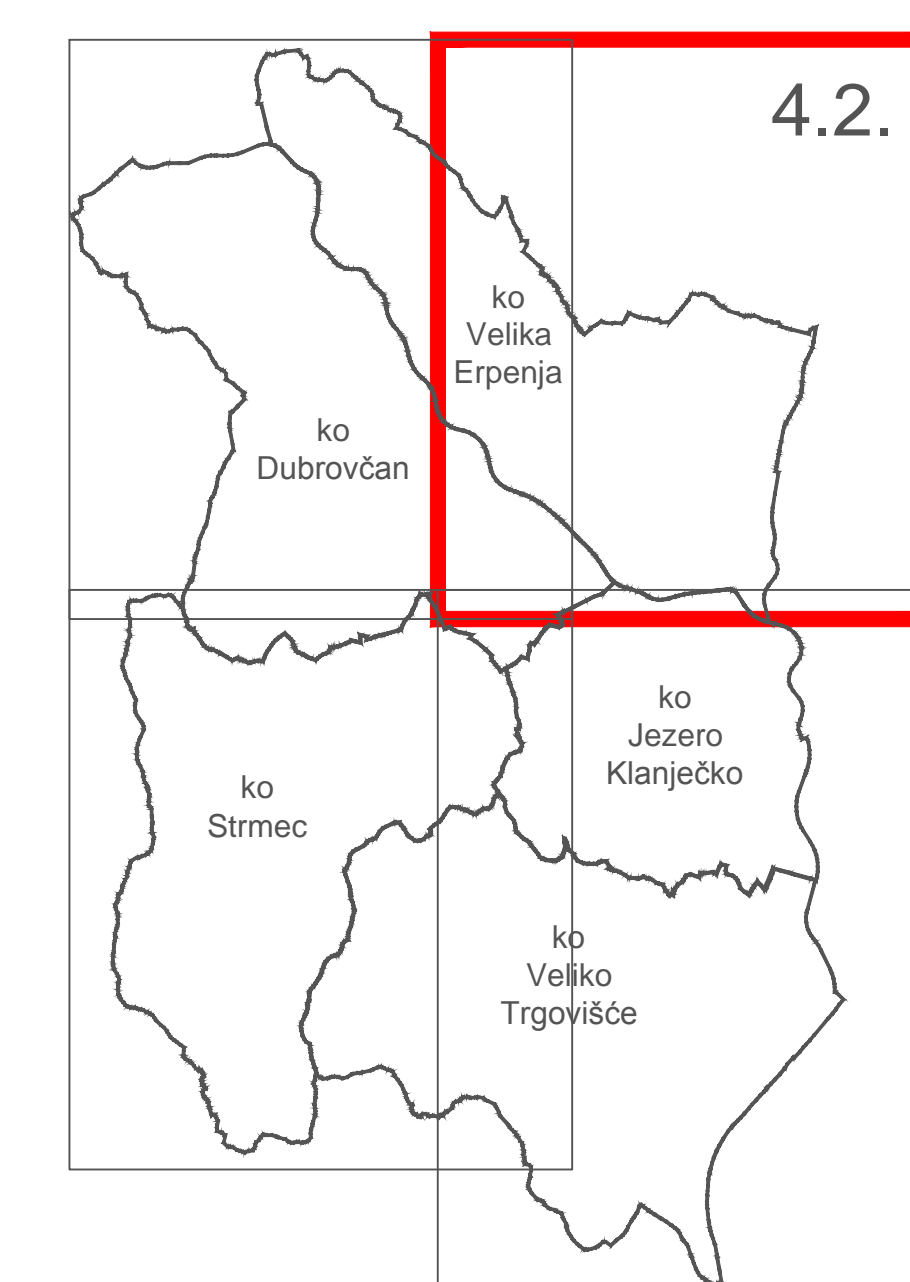 4.2.
ko
Velika
Erpenja
ko
Dubrovčan
ko
Jezero
Klanječko
ko
Strmec
ko
Veliko
Trgovišće